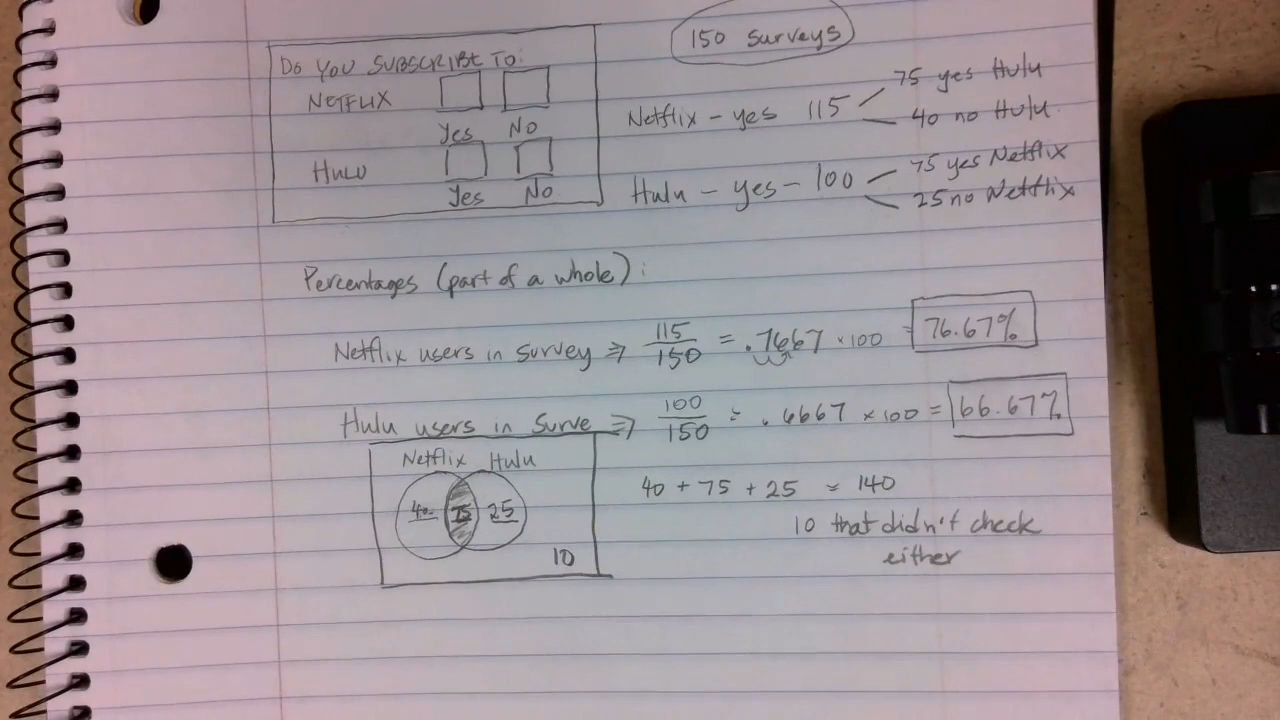 150 surveys
DO YOU SUBSCRIBE TO:
NETFLIX
Yes No
HULU
Yes No
Netflix - yes 115
75 yes Hulu
40 no Hulu
Hulu - yes - 100
75 yes Netflix
25 no Netflix
Percentages (part of a whole):
Netflix users in survey ⇒ 115/150 = .7667 × 100 = 76.67%
Hulu users in Surve ⇒ 100/150 = .6667 × 100 = 66.67%
Netflix Hulu
40 75 25
10
40 + 75 + 25 = 140
10 that didn't check
either